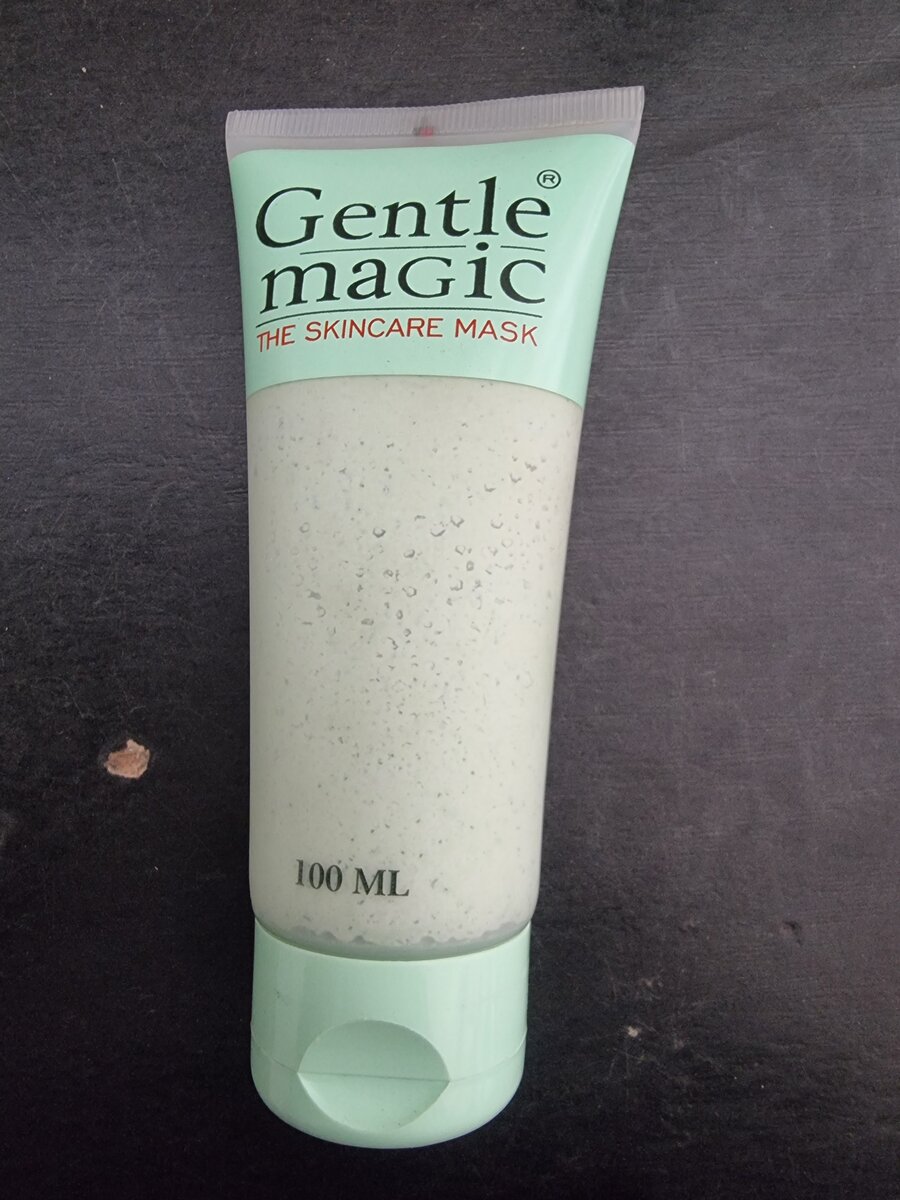 Gentle®
maGic
THE SKINCARE MASK
100 ML